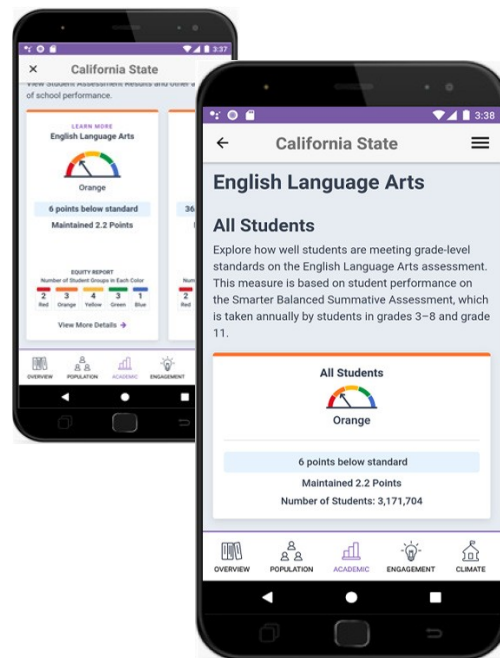 3:37
California State
View Student Assessment Results and other a
of school performance.
LEARN MORE
English Language Arts
Orange
6 points below standard
Maintained 2.2 Points
EQUITY REPORT
Number of Student Groups in Each Color
2 3 4 3 1
Red Orange Yellow Green Blue
View More Details
36
Num
2
Red
OVERVIEW POPULATION ACADEMIC ENGAGEMENT
3:38
California State
English Language Arts
All Students
Explore how well students are meeting grade-level
standards on the English Language Arts assessment.
This measure is based on student performance on
the Smarter Balanced Summative Assessment, which
is taken annually by students in grades 3–8 and grade
11.
All Students
Orange
6 points below standard
Maintained 2.2 Points
Number of Students: 3,171,704
OVERVIEW POPULATION ACADEMIC ENGAGEMENT CLIMATE